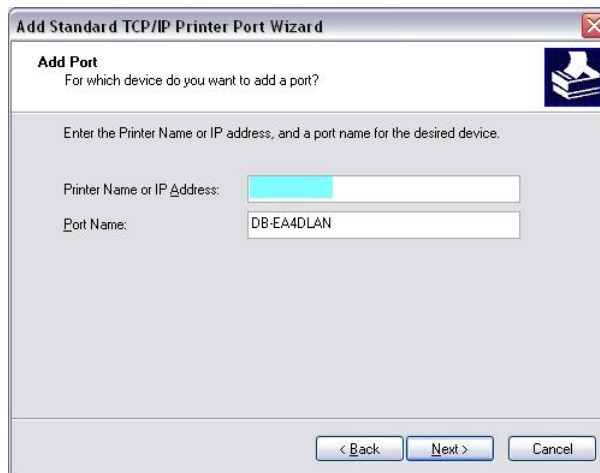 Add Standard TCP/IP Printer Port Wizard
Add Port
For which device do you want to add a port?
Enter the Printer Name or IP address, and a port name for the desired device.
Printer Name or IP Address:
Port Name: DB-EA4DLAN
< Back Next > Cancel